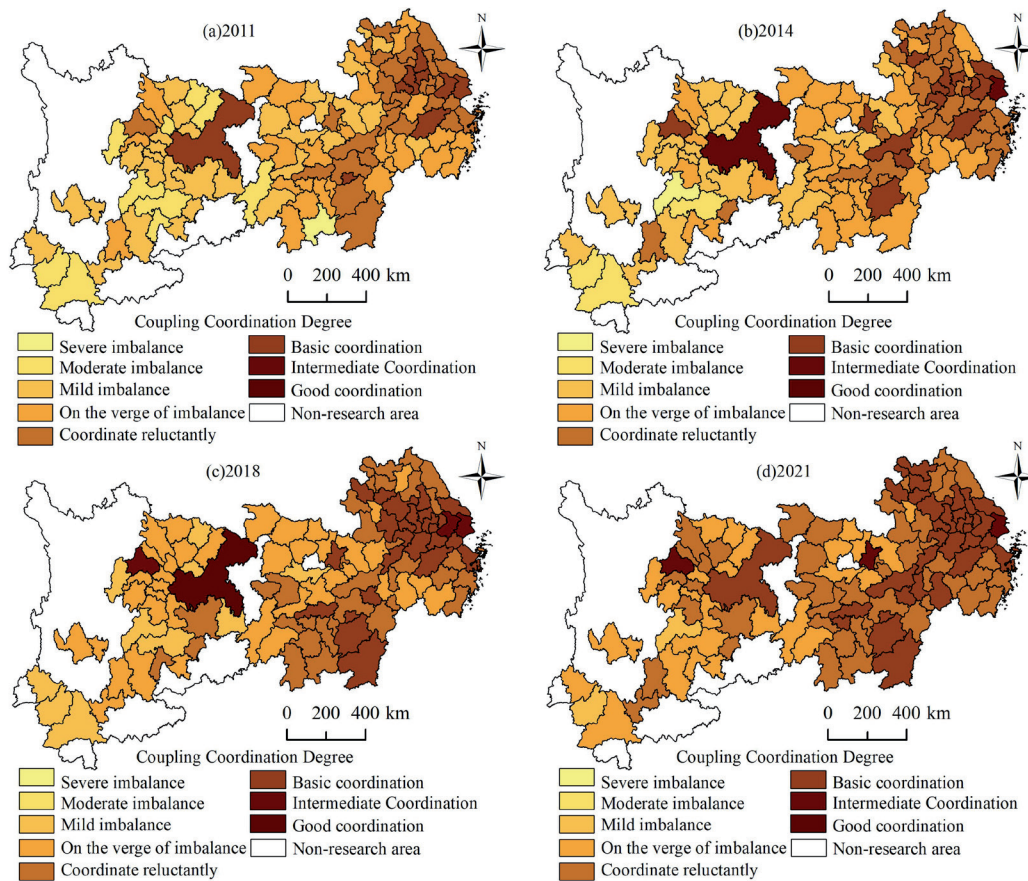 (a)2011
N
0 200 400 km
Coupling Coordination Degree
Severe imbalance
Moderate imbalance
Mild imbalance
On the verge of imbalance
Coordinate reluctantly
Basic coordination
Intermediate Coordination
Good coordination
Non-research area
(b)2014
N
0 200 400 km
Coupling Coordination Degree
Severe imbalance
Moderate imbalance
Mild imbalance
On the verge of imbalance
Coordinate reluctantly
Basic coordination
Intermediate Coordination
Good coordination
Non-research area
(c)2018
N
0 200 400 km
Coupling Coordination Degree
Severe imbalance
Moderate imbalance
Mild imbalance
On the verge of imbalance
Coordinate reluctantly
Basic coordination
Intermediate Coordination
Good coordination
Non-research area
(d)2021
N
0 200 400 km
Coupling Coordination Degree
Severe imbalance
Moderate imbalance
Mild imbalance
On the verge of imbalance
Coordinate reluctantly
Basic coordination
Intermediate Coordination
Good coordination
Non-research area